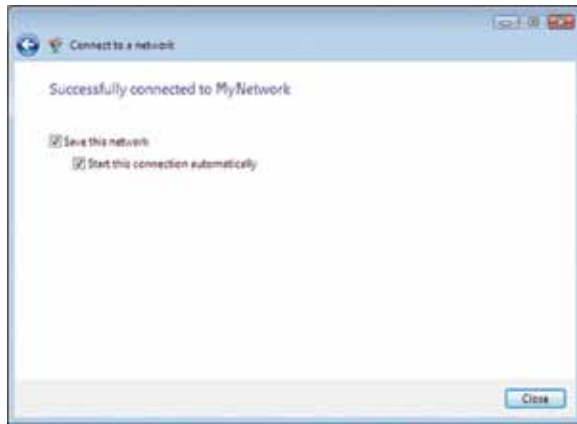 Connect to a network
Successfully connected to MyNetwork
Save this network
Start this connection automatically
Close